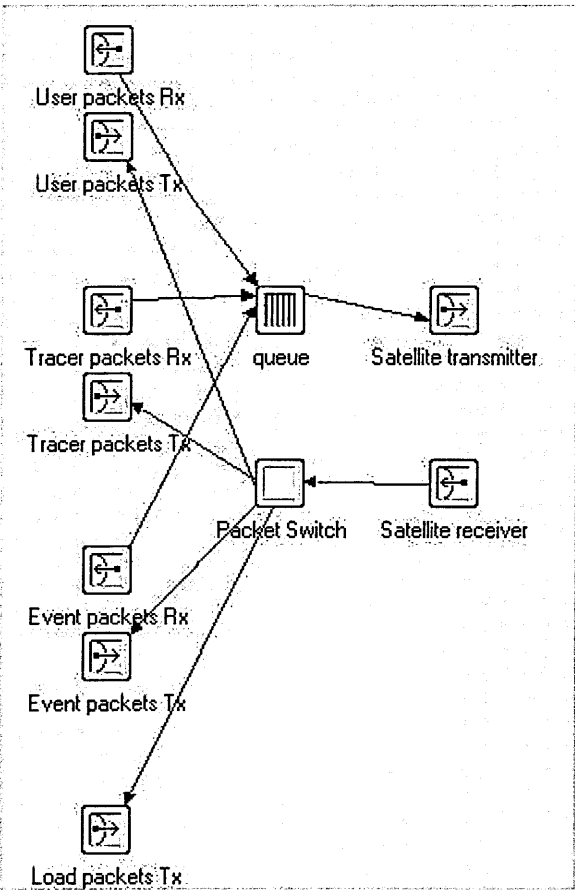 User packets Rx
User packets Tx
Tracer packets Rx
queue
Satellite transmitter
Tracer packets Tx
Packet Switch
Satellite receiver
Event packets Rx
Event packets Tx
Load packets Tx